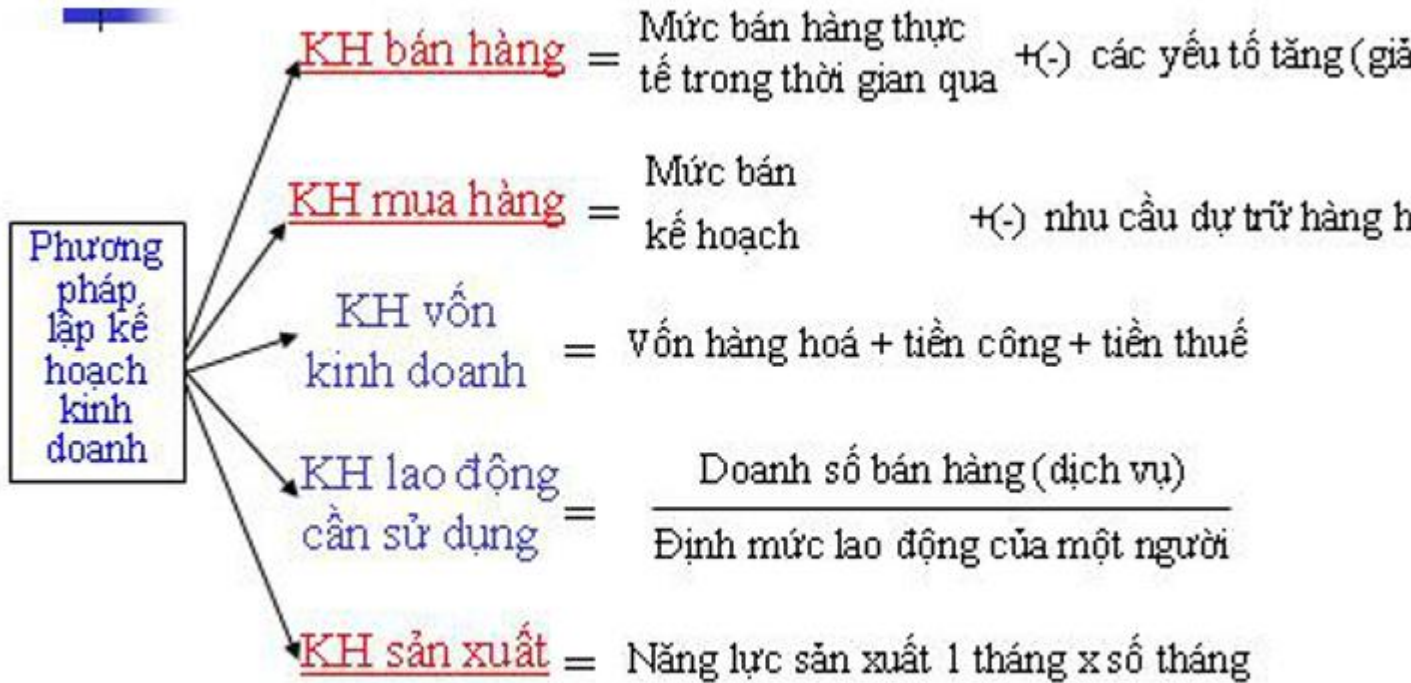 Phương
pháp
lập kế
hoạch
kinh
doanh
KH bán hàng = Mức bán hàng thực
tế trong thời gian qua +(-) các yếu tố tăng (giả
KH mua hàng = Mức bán
kế hoạch +(-) nhu cầu dự trữ hàng h
KH vốn
kinh doanh = Vốn hàng hoá + tiền công + tiền thuế
KH lao động
cần sử dụng = Doanh số bán hàng (dịch vụ)
Định mức lao động của một người
KH sản xuất = Năng lực sản xuất 1 tháng x số tháng